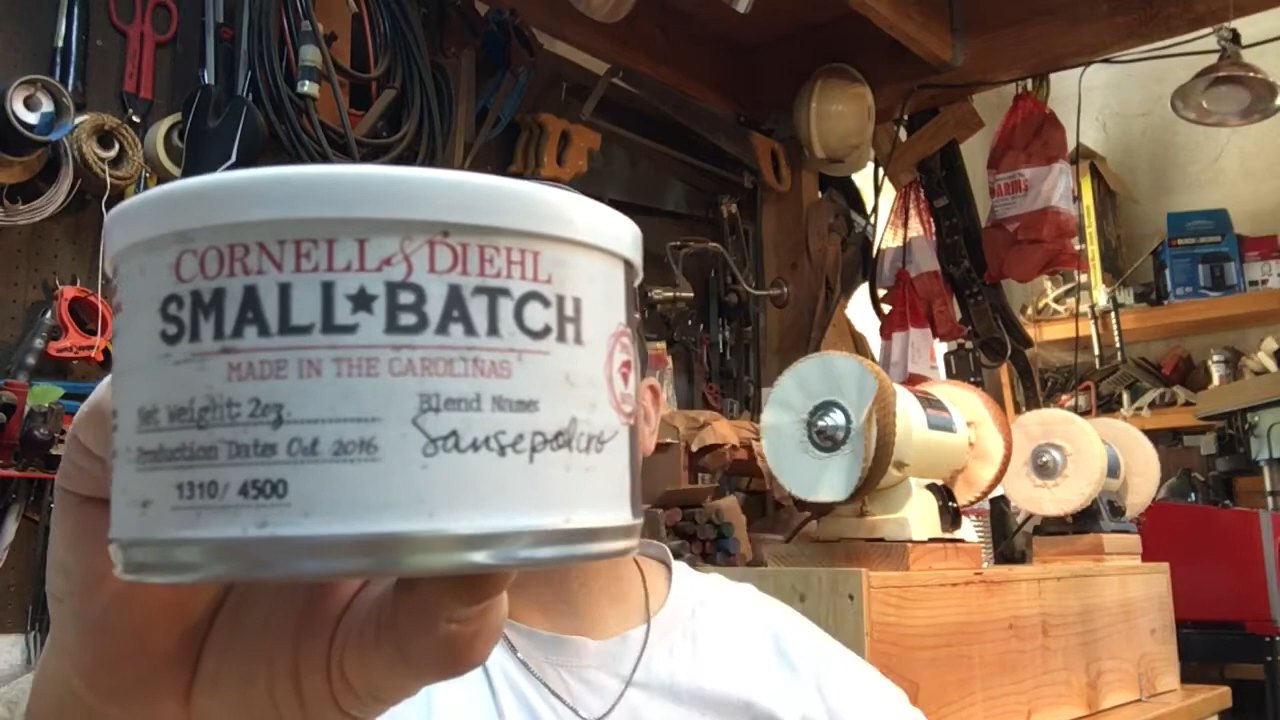 CORNELL & DIEHL
SMALL★BATCH
MADE IN THE CAROLINAS
Net Weight 2oz.
Blend Name
Production Date Oct. 2016
Sansepolcro
1310/ 4500